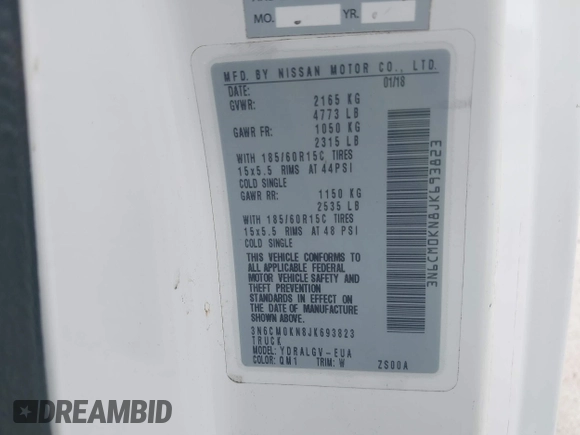 MO. YR.
MFD. BY NISSAN MOTOR CO., LTD.
DATE: 01/18
GVWR: 2165 KG
4773 LB
GAWR FR: 1050 KG
2315 LB
WITH 185/60R15C TIRES
15x5.5 RIMS AT 44PSI
COLD SINGLE
GAWR RR: 1150 KG
2535 LB
WITH 185/60R15C TIRES
15x5.5 RIMS AT 48 PSI
COLD SINGLE
THIS VEHICLE CONFORMS TO
ALL APPLICABLE FEDERAL
MOTOR VEHICLE SAFETY AND
THEFT PREVENTION
STANDARDS IN EFFECT ON
THE DATE OF MANUFACTURE
SHOWN ABOVE.
3N6CM0KN8JK693823
TRUCK
MODEL: YDRALGV-EUA
COLOR: QM1 TRIM: W ZS00A
3N6CM0KN8JK693823
DREAMBID